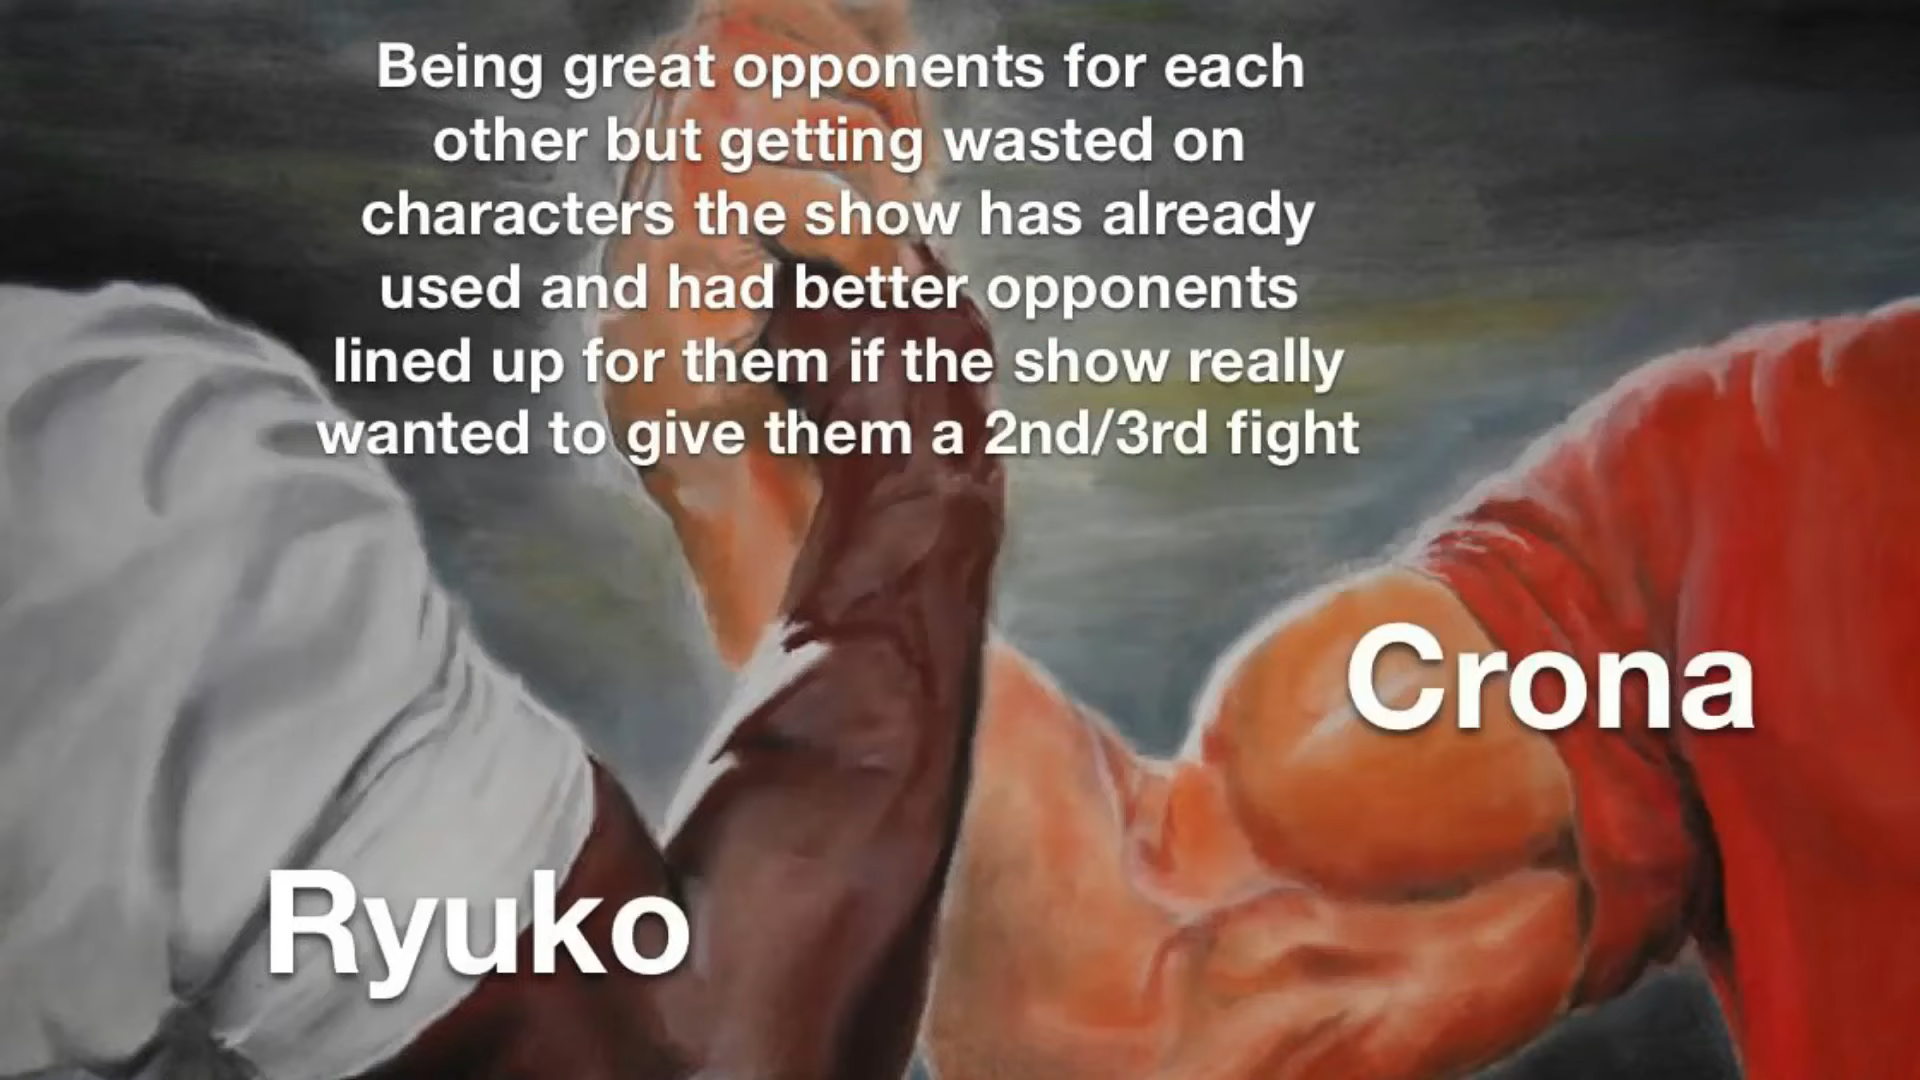 Being great opponents for each
other but getting wasted on
characters the show has already
used and had better opponents
lined up for them if the show really
wanted to give them a 2nd/3rd fight
Crona
Ryuko